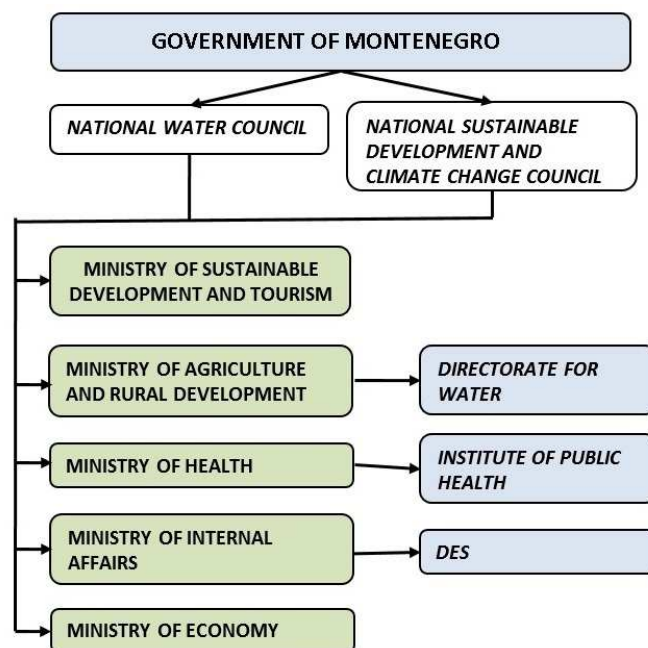 GOVERNMENT OF MONTENEGRO
NATIONAL WATER COUNCIL
NATIONAL SUSTAINABLE
DEVELOPMENT AND
CLIMATE CHANGE COUNCIL
MINISTRY OF SUSTAINABLE
DEVELOPMENT AND TOURISM
MINISTRY OF AGRICULTURE
AND RURAL DEVELOPMENT
DIRECTORATE FOR
WATER
MINISTRY OF HEALTH
INSTITUTE OF PUBLIC
HEALTH
MINISTRY OF INTERNAL
AFFAIRS
DES
MINISTRY OF ECONOMY